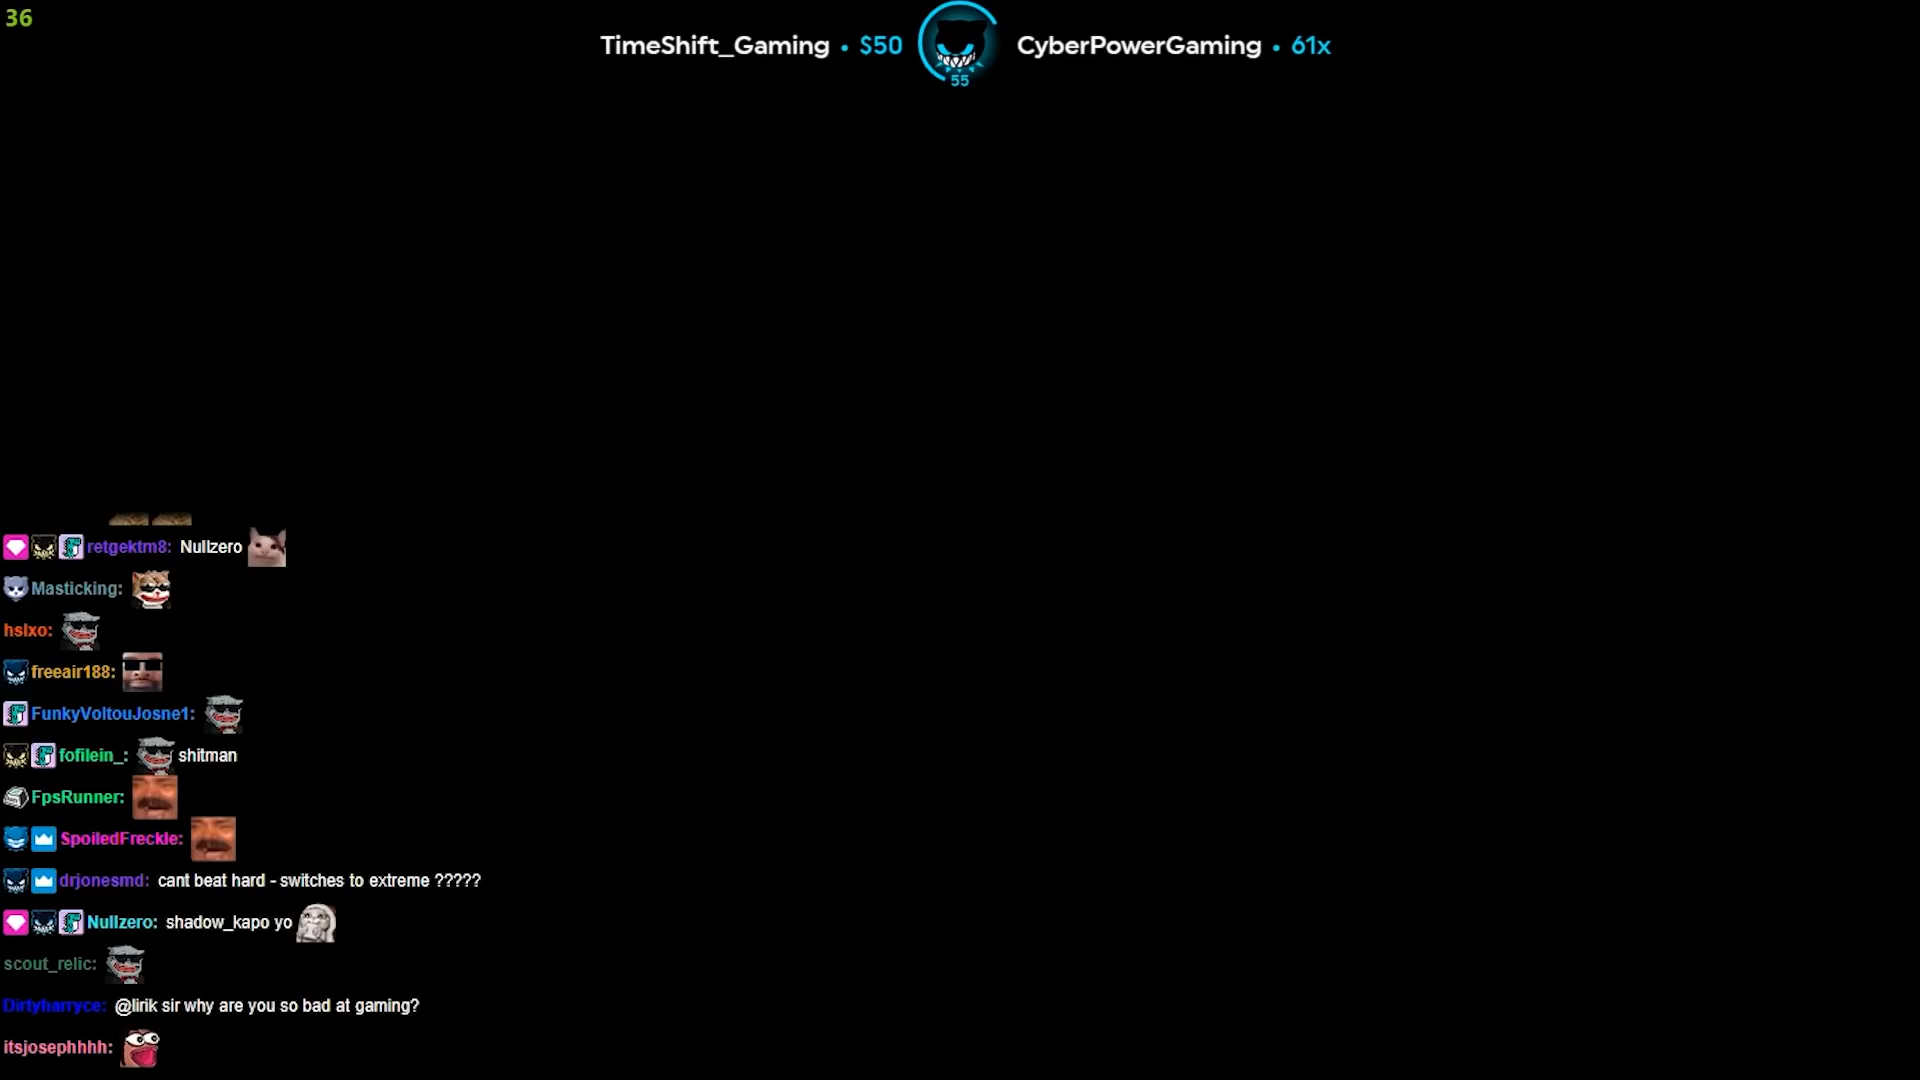 36
TimeShift_Gaming • $50
55
CyberPowerGaming • 61x
retgektm8: Nullzero
Masticking:
hslxo:
freeair188:
FunkyVoltouJosne1:
fofilein_: shitman
FpsRunner:
SpoiledFreckle:
drjonesmd: cant beat hard - switches to extreme ?????
Nullzero: shadow_kapo yo
scout_relic:
Dirtyharryce: @lirik sir why are you so bad at gaming?
itsjosephhhh: